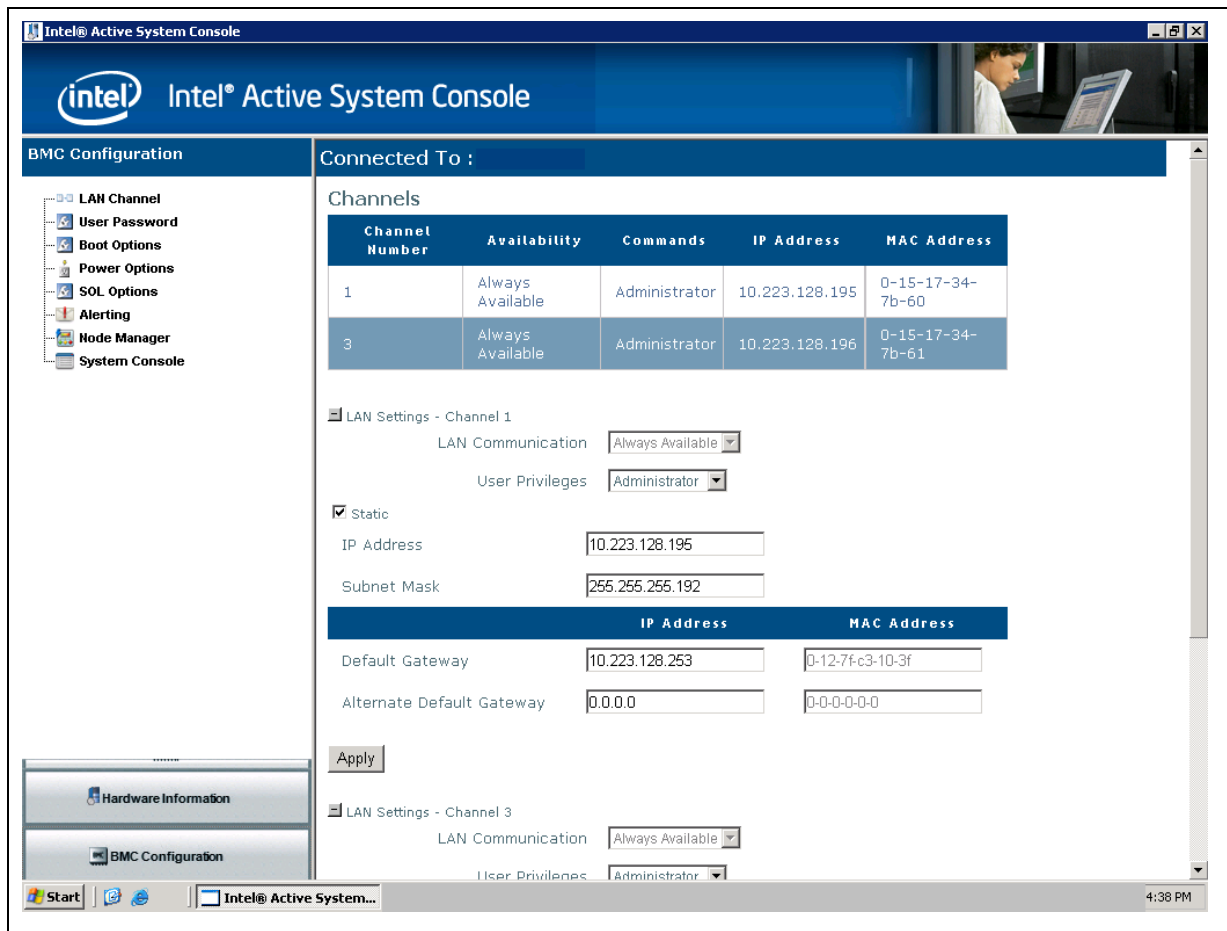 Intel® Active System Console
intel Intel® Active System Console
BMC Configuration
LAN Channel
User Password
Boot Options
Power Options
SOL Options
Alerting
Node Manager
System Console
Hardware Information
BMC Configuration
Connected To :
Channels
Channel Number Availability Commands IP Address MAC Address
1 Always Available Administrator 10.223.128.195 0-15-17-34-7b-60
3 Always Available Administrator 10.223.128.196 0-15-17-34-7b-61
LAN Settings - Channel 1
LAN Communication Always Available
User Privileges Administrator
Static
IP Address 10.223.128.195
Subnet Mask 255.255.255.192
IP Address MAC Address
Default Gateway 10.223.128.253 0-12-7f-c3-10-3f
Alternate Default Gateway 0.0.0.0 0-0-0-0-0-0
Apply
LAN Settings - Channel 3
LAN Communication Always Available
User Privileges Administrator
Start Intel® Active System... 4:38 PM